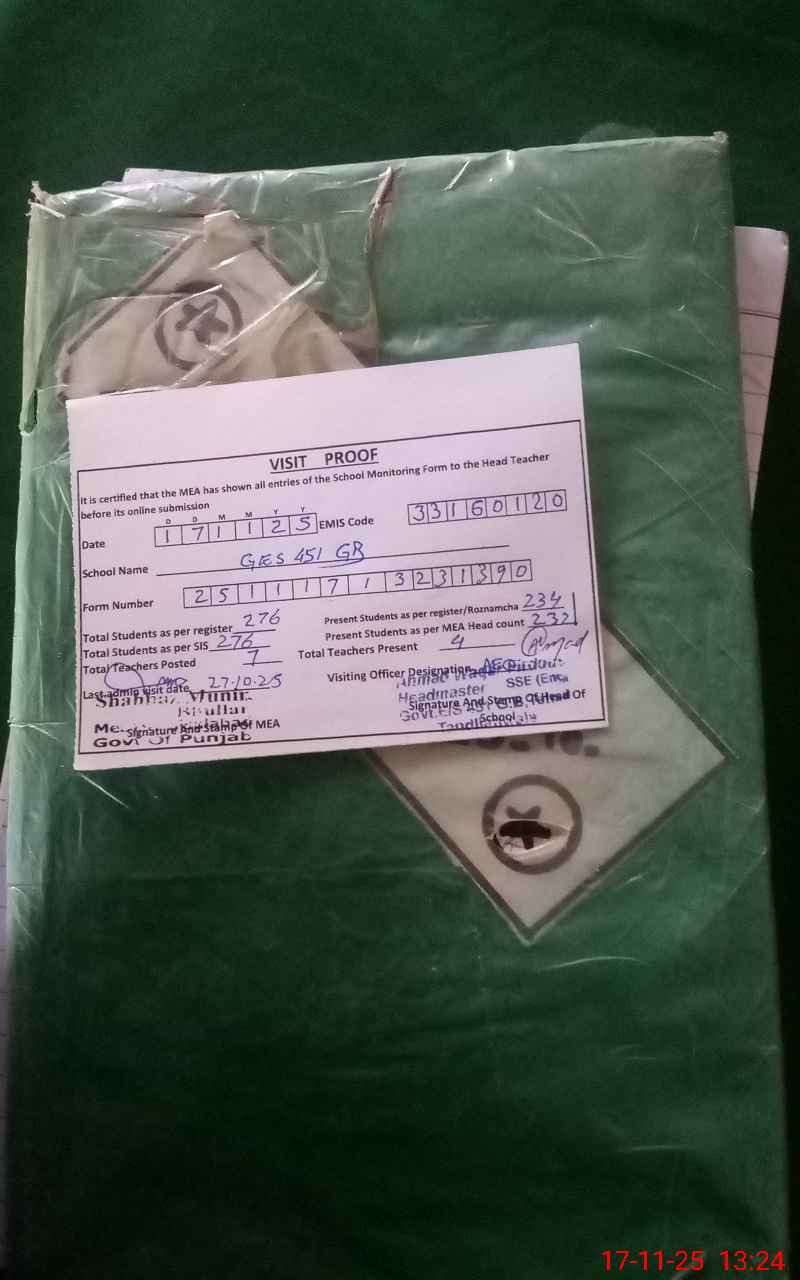 VISIT PROOF
It is certified that the MEA has shown all entries of the School Monitoring Form to the Head Teacher
before its online submission
D D M M Y Y
Date 1 7 1 1 2 5 EMIS Code 3 3 1 6 0 1 2 0
School Name GES 451 GB
Form Number 2 5 1 1 1 7 1 3 2 3 1 3 9 0
Total Students as per register 276 Present Students as per register/Roznamcha 234
Total Students as per SIS 276 Present Students as per MEA Head count 232
Total Teachers Posted 7 Total Teachers Present 4
Last admn visit date 27.10.25 Visiting Officer Designation AEO
Munir
Bhullar
Signature And Stamp Of MEA
Govt Of Punjab
Headmaster SSE (Eng
Signature And Stamp Of Head Of
School
17-11-25 13:24